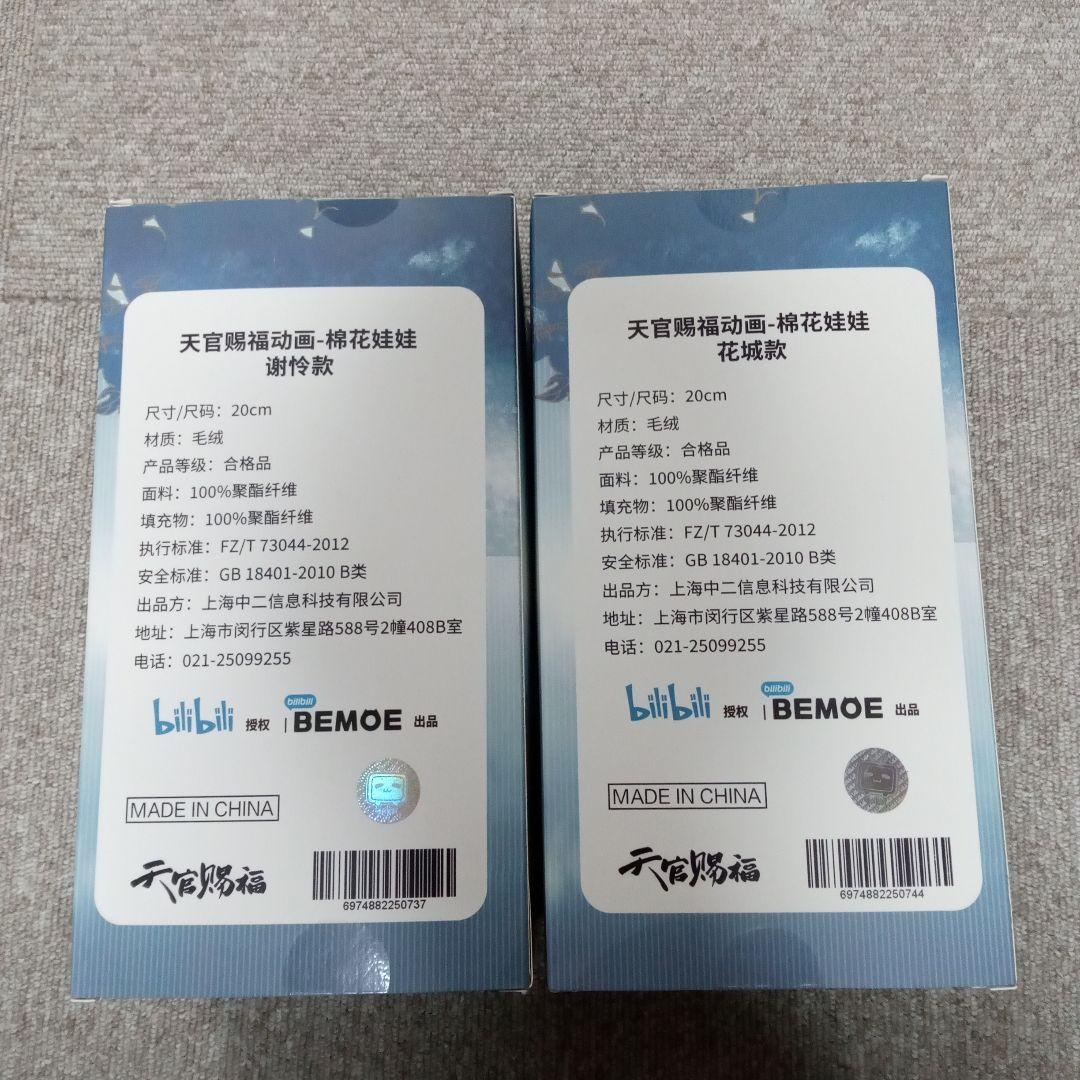 天官赐福动画-棉花娃娃
谢怜款
尺寸/尺码：20cm
材质：毛绒
产品等级：合格品
面料：100%聚酯纤维
填充物：100%聚酯纤维
执行标准：FZ/T 73044-2012
安全标准：GB 18401-2010 B类
出品方：上海中二信息科技有限公司
地址：上海市闵行区紫星路588号2幢408B室
电话：021-25099255
bilibili 授权 | bilibili BEMOE 出品
MADE IN CHINA
天官赐福
6974882250737
天官赐福动画-棉花娃娃
花城款
尺寸/尺码：20cm
材质：毛绒
产品等级：合格品
面料：100%聚酯纤维
填充物：100%聚酯纤维
执行标准：FZ/T 73044-2012
安全标准：GB 18401-2010 B类
出品方：上海中二信息科技有限公司
地址：上海市闵行区紫星路588号2幢408B室
电话：021-25099255
bilibili 授权 | bilibili BEMOE 出品
MADE IN CHINA
天官赐福
6974882250744